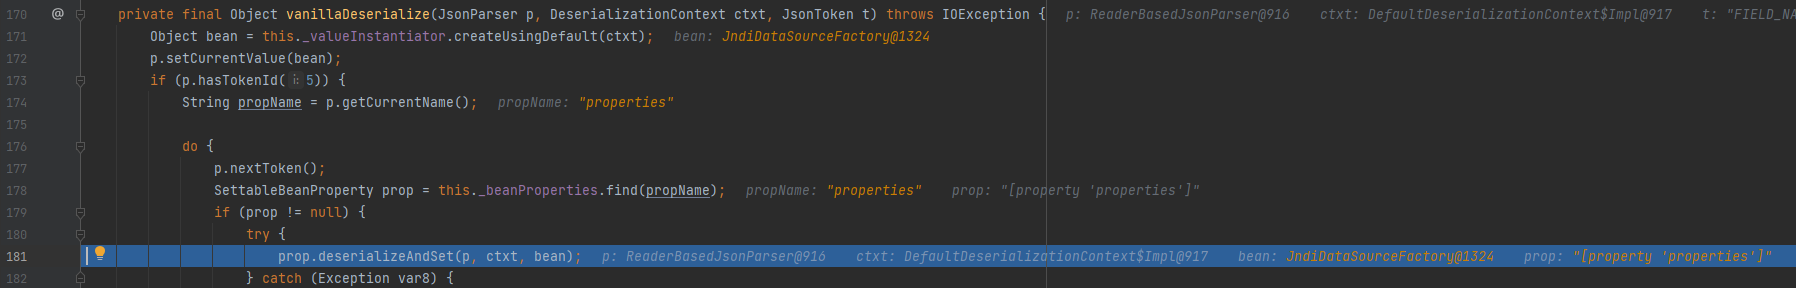 170 @ private final Object vanillaDeserialize(JsonParser p, DeserializationContext ctxt, JsonToken t) throws IOException { p: ReaderBasedJsonParser@916 ctxt: DefaultDeserializationContext$Impl@917 t: "FIELD_NA
171 Object bean = this._valueInstantiator.createUsingDefault(ctxt); bean: JndiDataSourceFactory@1324
172 p.setCurrentValue(bean);
173 if (p.hasTokenId( i: 5)) {
174 String propName = p.getCurrentName(); propName: "properties"
175
176 do {
177 p.nextToken();
178 SettableBeanProperty prop = this._beanProperties.find(propName); propName: "properties" prop: "[property 'properties']"
179 if (prop != null) {
180 try {
181 prop.deserializeAndSet(p, ctxt, bean); p: ReaderBasedJsonParser@916 ctxt: DefaultDeserializationContext$Impl@917 bean: JndiDataSourceFactory@1324 prop: "[property 'properties']"
182 } catch (Exception var8) {